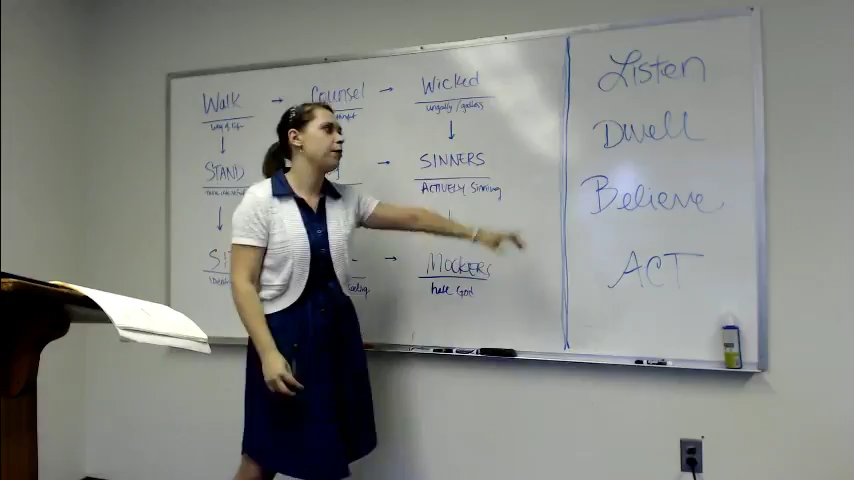 Walk → Counsel → Wicked
way of life
ungodly/godless
STAND → SINNERS
ACTIVELY Sinning
→ MOCKERS
hate God
Listen
Dwell
Believe
ACT